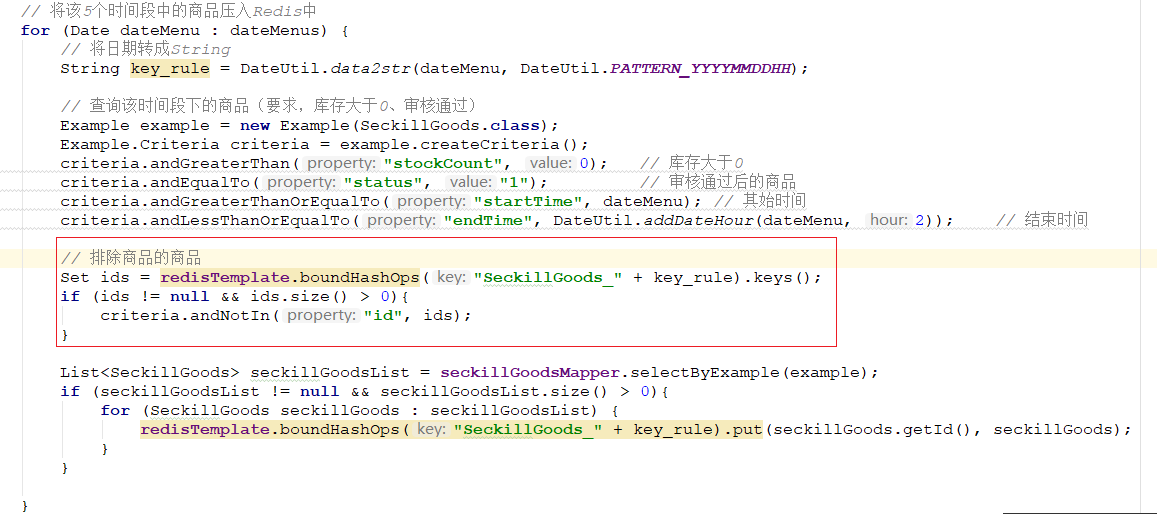 // 将该5个时间段中的商品压入Redis中
for (Date dateMenu : dateMenus) {
// 将日期转成String
String key_rule = DateUtil.data2str(dateMenu, DateUtil.PATTERN_YYYYMMDDHH);
// 查询该时间段下的商品（要求，库存大于0、审核通过）
Example example = new Example(SeckillGoods.class);
Example.Criteria criteria = example.createCriteria();
criteria.andGreaterThan( property: "stockCount", value: 0); // 库存大于0
criteria.andEqualTo( property: "status", value: "1"); // 审核通过后的商品
criteria.andGreaterThanOrEqualTo( property: "startTime", dateMenu); // 其始时间
criteria.andLessThanOrEqualTo( property: "endTime", DateUtil.addDateHour(dateMenu, hour: 2)); // 结束时间
// 排除商品的商品
Set ids = redisTemplate.boundHashOps( key: "SeckillGoods_" + key_rule).keys();
if (ids != null && ids.size() > 0){
criteria.andNotIn( property: "id", ids);
}
List<SeckillGoods> seckillGoodsList = seckillGoodsMapper.selectByExample(example);
if (seckillGoodsList != null && seckillGoodsList.size() > 0){
for (SeckillGoods seckillGoods : seckillGoodsList) {
redisTemplate.boundHashOps( key: "SeckillGoods_" + key_rule).put(seckillGoods.getId(), seckillGoods);
}
}
}